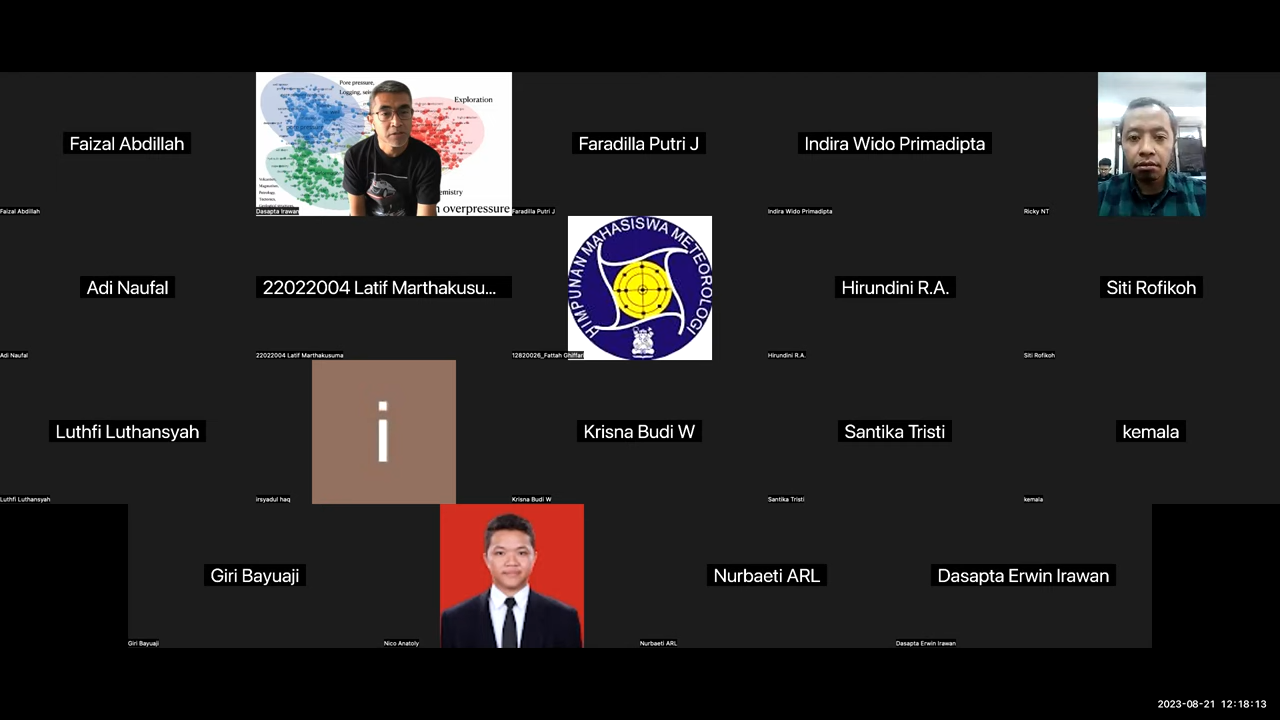 Faizal Abdillah
Faizal Abdillah
Pore pressure,
Logging, seis
Exploration
emistry
n overpressure
Dasapta Irawan
Faradilla Putri J
Faradilla Putri J
Indira Wido Primadipta
Indira Wido Primadipta
Ricky NT
Adi Naufal
Adi Naufal
22022004 Latif Marthakusu...
22022004 Latif Marthakusuma
HIMPUNAN MAHASISWA METEOROLOGI
12820026_Fattah Ghiffari
Hirundini R.A.
Hirundini R.A.
Siti Rofikoh
Siti Rofikoh
Luthfi Luthansyah
Luthfi Luthansyah
i
irsyadul haq
Krisna Budi W
Krisna Budi W
Santika Tristi
Santika Tristi
kemala
kemala
Giri Bayuaji
Giri Bayuaji
Nico Anatoly
Nurbaeti ARL
Nurbaeti ARL
Dasapta Erwin Irawan
Dasapta Erwin Irawan
2023-08-21 12:18:13